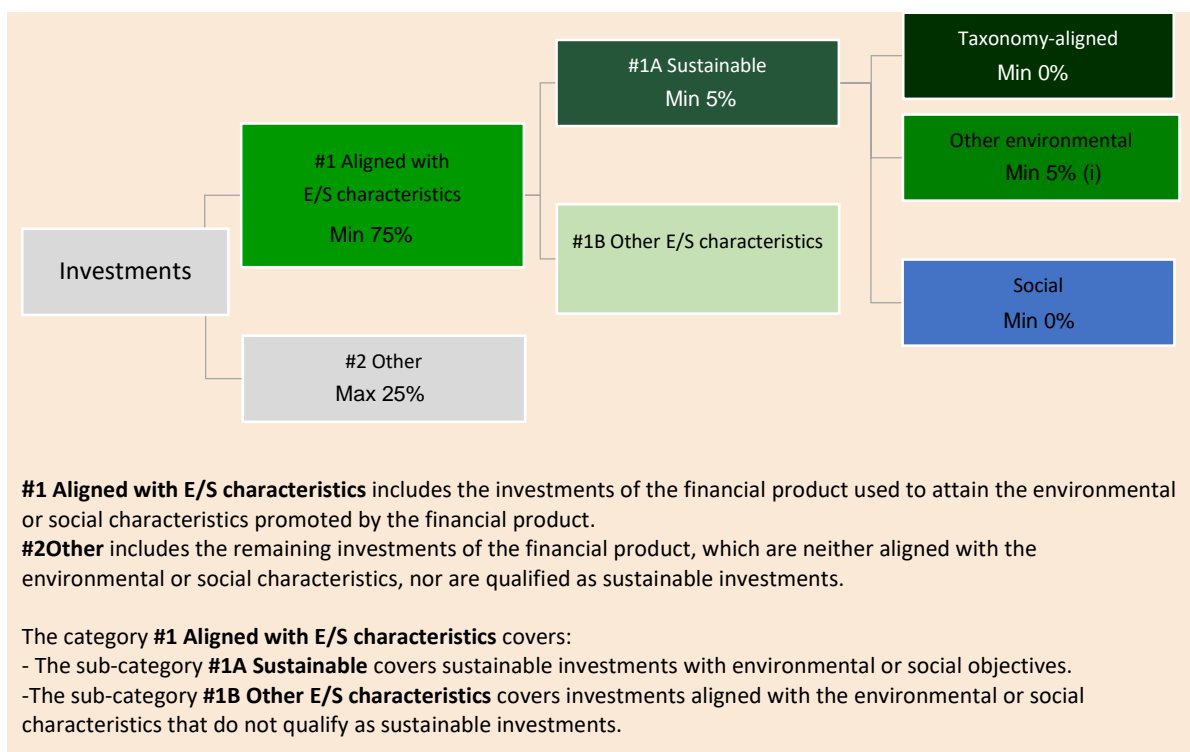 Taxonomy-aligned
Min 0%
#1A Sustainable
Min 5%
Other environmental
Min 5% (i)
#1 Aligned with
E/S characteristics
Min 75%
#1B Other E/S characteristics
Investments
Social
Min 0%
#2 Other
Max 25%
#1 Aligned with E/S characteristics includes the investments of the financial product used to attain the environmental
or social characteristics promoted by the financial product.
#2Other includes the remaining investments of the financial product, which are neither aligned with the
environmental or social characteristics, nor are qualified as sustainable investments.
The category #1 Aligned with E/S characteristics covers:
- The sub-category #1A Sustainable covers sustainable investments with environmental or social objectives.
-The sub-category #1B Other E/S characteristics covers investments aligned with the environmental or social
characteristics that do not qualify as sustainable investments.